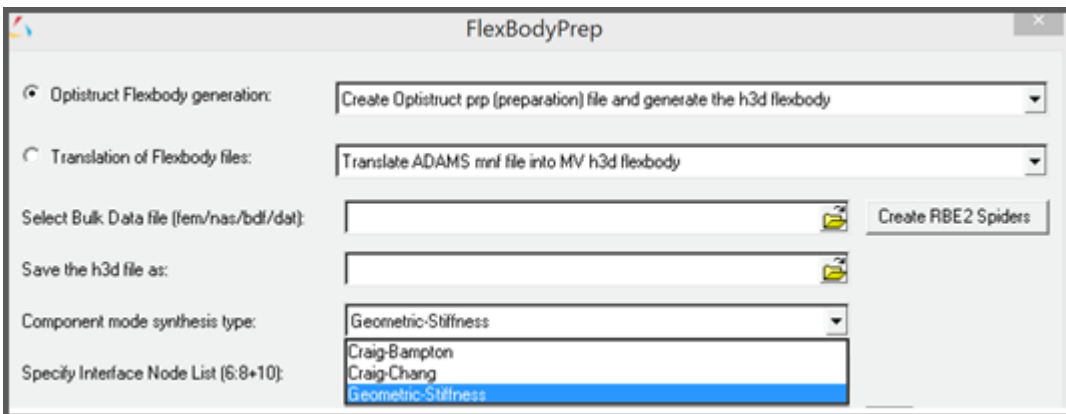 FlexBodyPrep
Optistruct Flexbody generation: Create Optistruct prp (preparation) file and generate the h3d flexbody
Translation of Flexbody files: Translate ADAMS mnf file into MV h3d flexbody
Select Bulk Data file (fem/nas/bdf/dat): Create RBE2 Spiders
Save the h3d file as:
Component mode synthesis type: Geometric-Stiffness
Craig-Bampton
Specify Interface Node List (6:8+10): Craig-Chang
Geometric-Stiffness